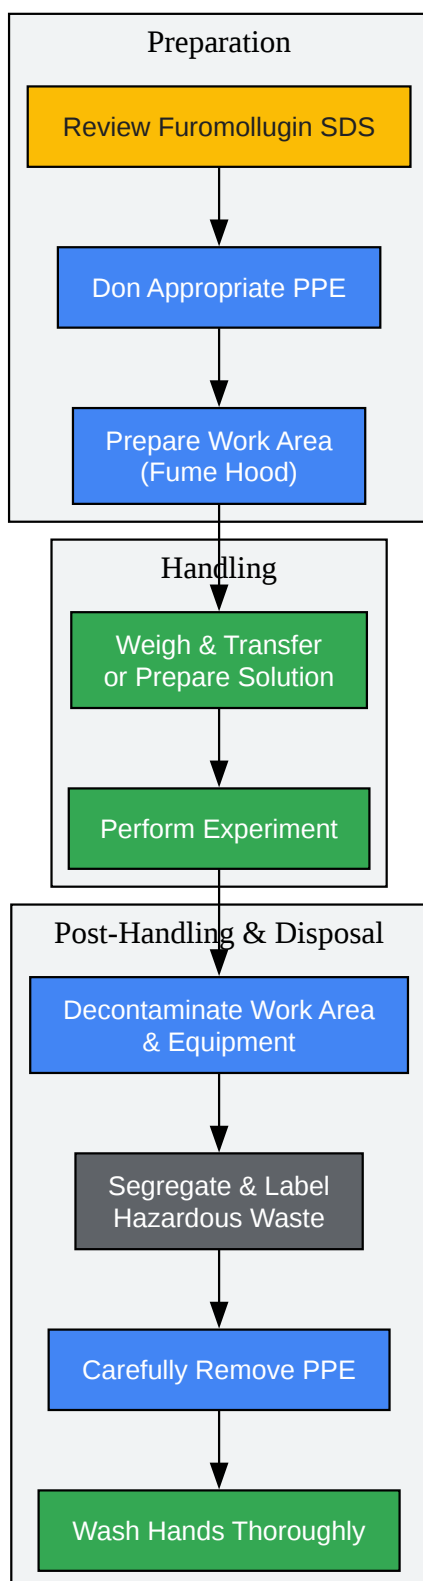 Preparation
Review Furomollugin SDS
Don Appropriate PPE
Prepare Work Area
(Fume Hood)
Handling
Weigh & Transfer
or Prepare Solution
Perform Experiment
Post-Handling & Disposal
Decontaminate Work Area
& Equipment
Segregate & Label
Hazardous Waste
Carefully Remove PPE
Wash Hands Thoroughly